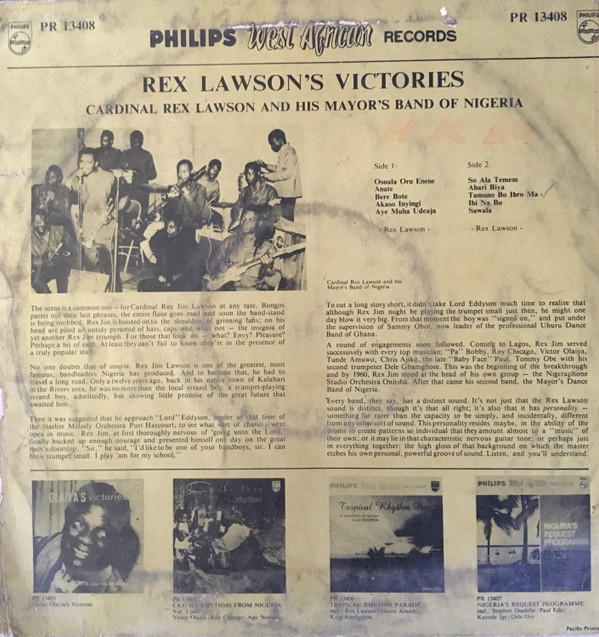 PR 13408
PR 13408
PHILIPS
PHILIPS West African RECORDS
REX LAWSON'S VICTORIES
CARDINAL REX LAWSON AND HIS MAYOR'S BAND OF NIGERIA
Side 1:
Osuala Oru Enene
Anate
Bere Bote
Akaso Inyingi
Aye Muba Udeaja
- Rex Lawson -
Side 2:
So Ala Temem
Abari Biya
Tamuno Bo Ibro Ma
Ibi Na Bo
Sawala
- Rex Lawson -
Cardinal Rex Lawson and his
Mayor's Band of Nigeria
The scene is a common one – for Cardinal Rex Jim Lawson at any rate. Bongos
patter out their last phrases, the entire floor goes mad and soon the band-stand
is being mobbed. Rex Jim is hoisted on to the shoulders of grinning fans; on his
head are piled an untidy pyramid of hats, caps and what not – the insignia of
yet another Rex Jim triumph. For those that look on – what? Envy? Pleasure?
Perhaps a bit of each. At least they can't fail to know they're in the presence of
a truly popular star.
No one doubts that of course. Rex Jim Lawson is one of the greatest, most
famous, bandleaders Nigeria has produced. And to become that, he had to
travel a long road. Only a twelve years ago, back in his native town of Kalahari
in the Rivers area, he was no more than the local errand boy, a trumpet-playing
errand boy, admittedly, but showing little promise of the great future that
awaited him.
Then it was suggested that he approach "Lord" Eddyson, leader at that time of
the Starlite Melody Orchestra Port Harcourt, to see what sort of chances were
open in music. Rex Jim, at first thoroughly nervous of "going unto the Lord,"
finally bucked up enough courage and presented himself one day on the great
man's doorstep. "Sir," he said, "I'd like to be one of your bandboys, sir. I can
blow trumpet small. I play 'am for my school."
To cut a long story short, it didn't take Lord Eddyson much time to realise that
although Rex Jim might be playing the trumpet small just then, he might one
day blow it very big. From that moment the boy was "signed on," and put under
the supervision of Sammy Obot, now leader of the professional Uhuru Dance
Band of Ghana.
A round of engagements soon followed. Coming to Lagos, Rex Jim served
successively with every top musician: "Pa" Bobby, Roy Chicago, Victor Olaiya,
Tunde Amuwo, Chris Ajiko, the late "Baby Face" Paul, Tommy Obe with his
second trumpeter Dele Gbamgbose. This was the beginning of the breakthrough
and by 1960, Rex Jim stood at the head of his own group – the Nigeraphone
Studio Orchestra Onitsha. After that came his second band, the Mayor's Dance
Band of Nigeria.
Every band, they say, has a distinct sound. It's not just that the Rex Lawson
sound is distinct, though it's that all right; it's also that it has personality –
something far rarer than the capacity to be simply, and incidentally, different
from any other sort of sound. This personality resides maybe, in the ability of the
drums to create patterns so individual that they amount almost to a "music" of
their own; or it may lie in that characteristic nervous guitar tone; or perhaps just
in everything together: the high gloss of that background on which the master
etches his own personal, powerful groove of sound. Listen, and you'll understand.
OLAIYA'S victories
Tropical Rhythm
PHILIPS
PHILIPS
NIGERIA'S
REQUEST
Victor Olaiya's Victories
CATCHY RHYTHMS FROM NIGERIA
PR 13406
TROPICAL RHYTHM PARADE
PR 13407
NIGERIA'S REQUEST PROGRAMME
Kayode Ige / Dele Ojo